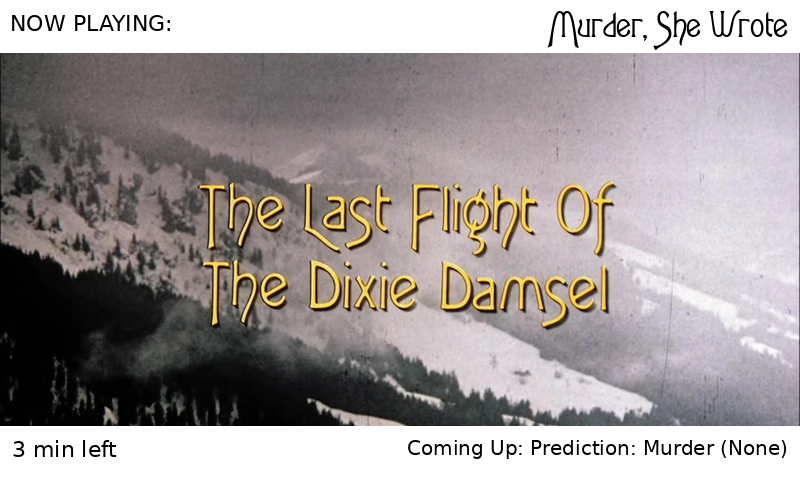 NOW PLAYING:
Murder, She Wrote
The Last Flight Of
The Dixie Damsel
3 min left
Coming Up: Prediction: Murder (None)